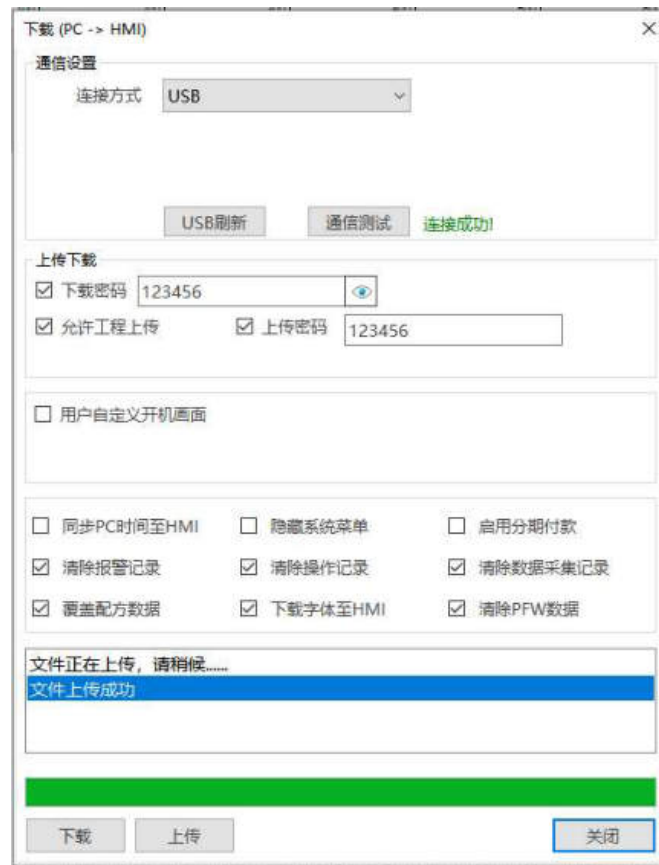 下载 (PC -> HMI)
通信设置
连接方式 USB
USB刷新 通信测试 连接成功!
上传下载
下载密码 123456
允许工程上传 上传密码 123456
用户自定义开机画面
同步PC时间至HMI 隐藏系统菜单 启用分期付款
清除报警记录 清除操作记录 清除数据采集记录
覆盖配方数据 下载字体至HMI 清除PFW数据
文件正在上传，请稍候......
文件上传成功
下载 上传 关闭